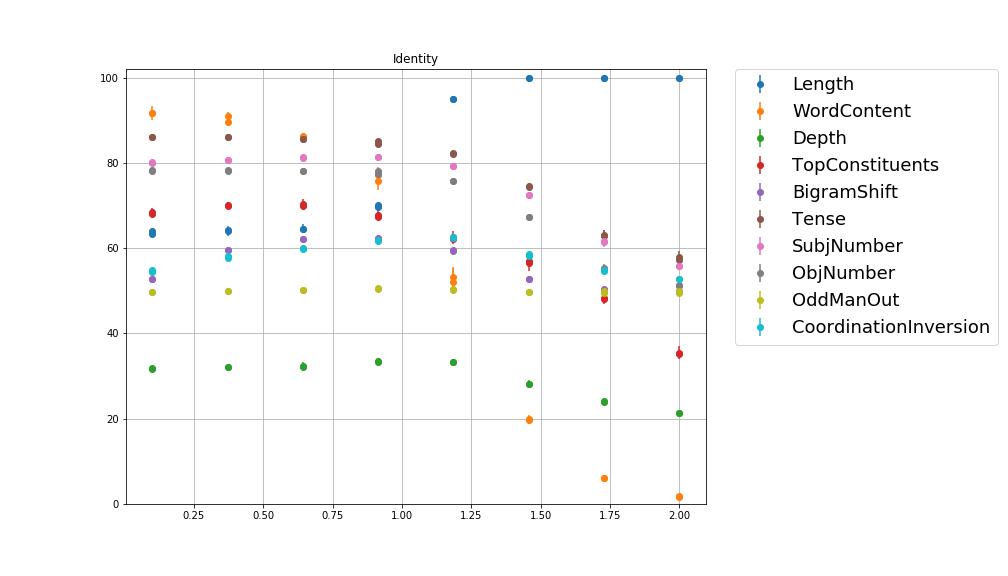 Identity
100
80
60
40
20
0
0.25 0.50 0.75 1.00 1.25 1.50 1.75 2.00
Length
WordContent
Depth
TopConstituents
BigramShift
Tense
SubjNumber
ObjNumber
OddManOut
CoordinationInversion